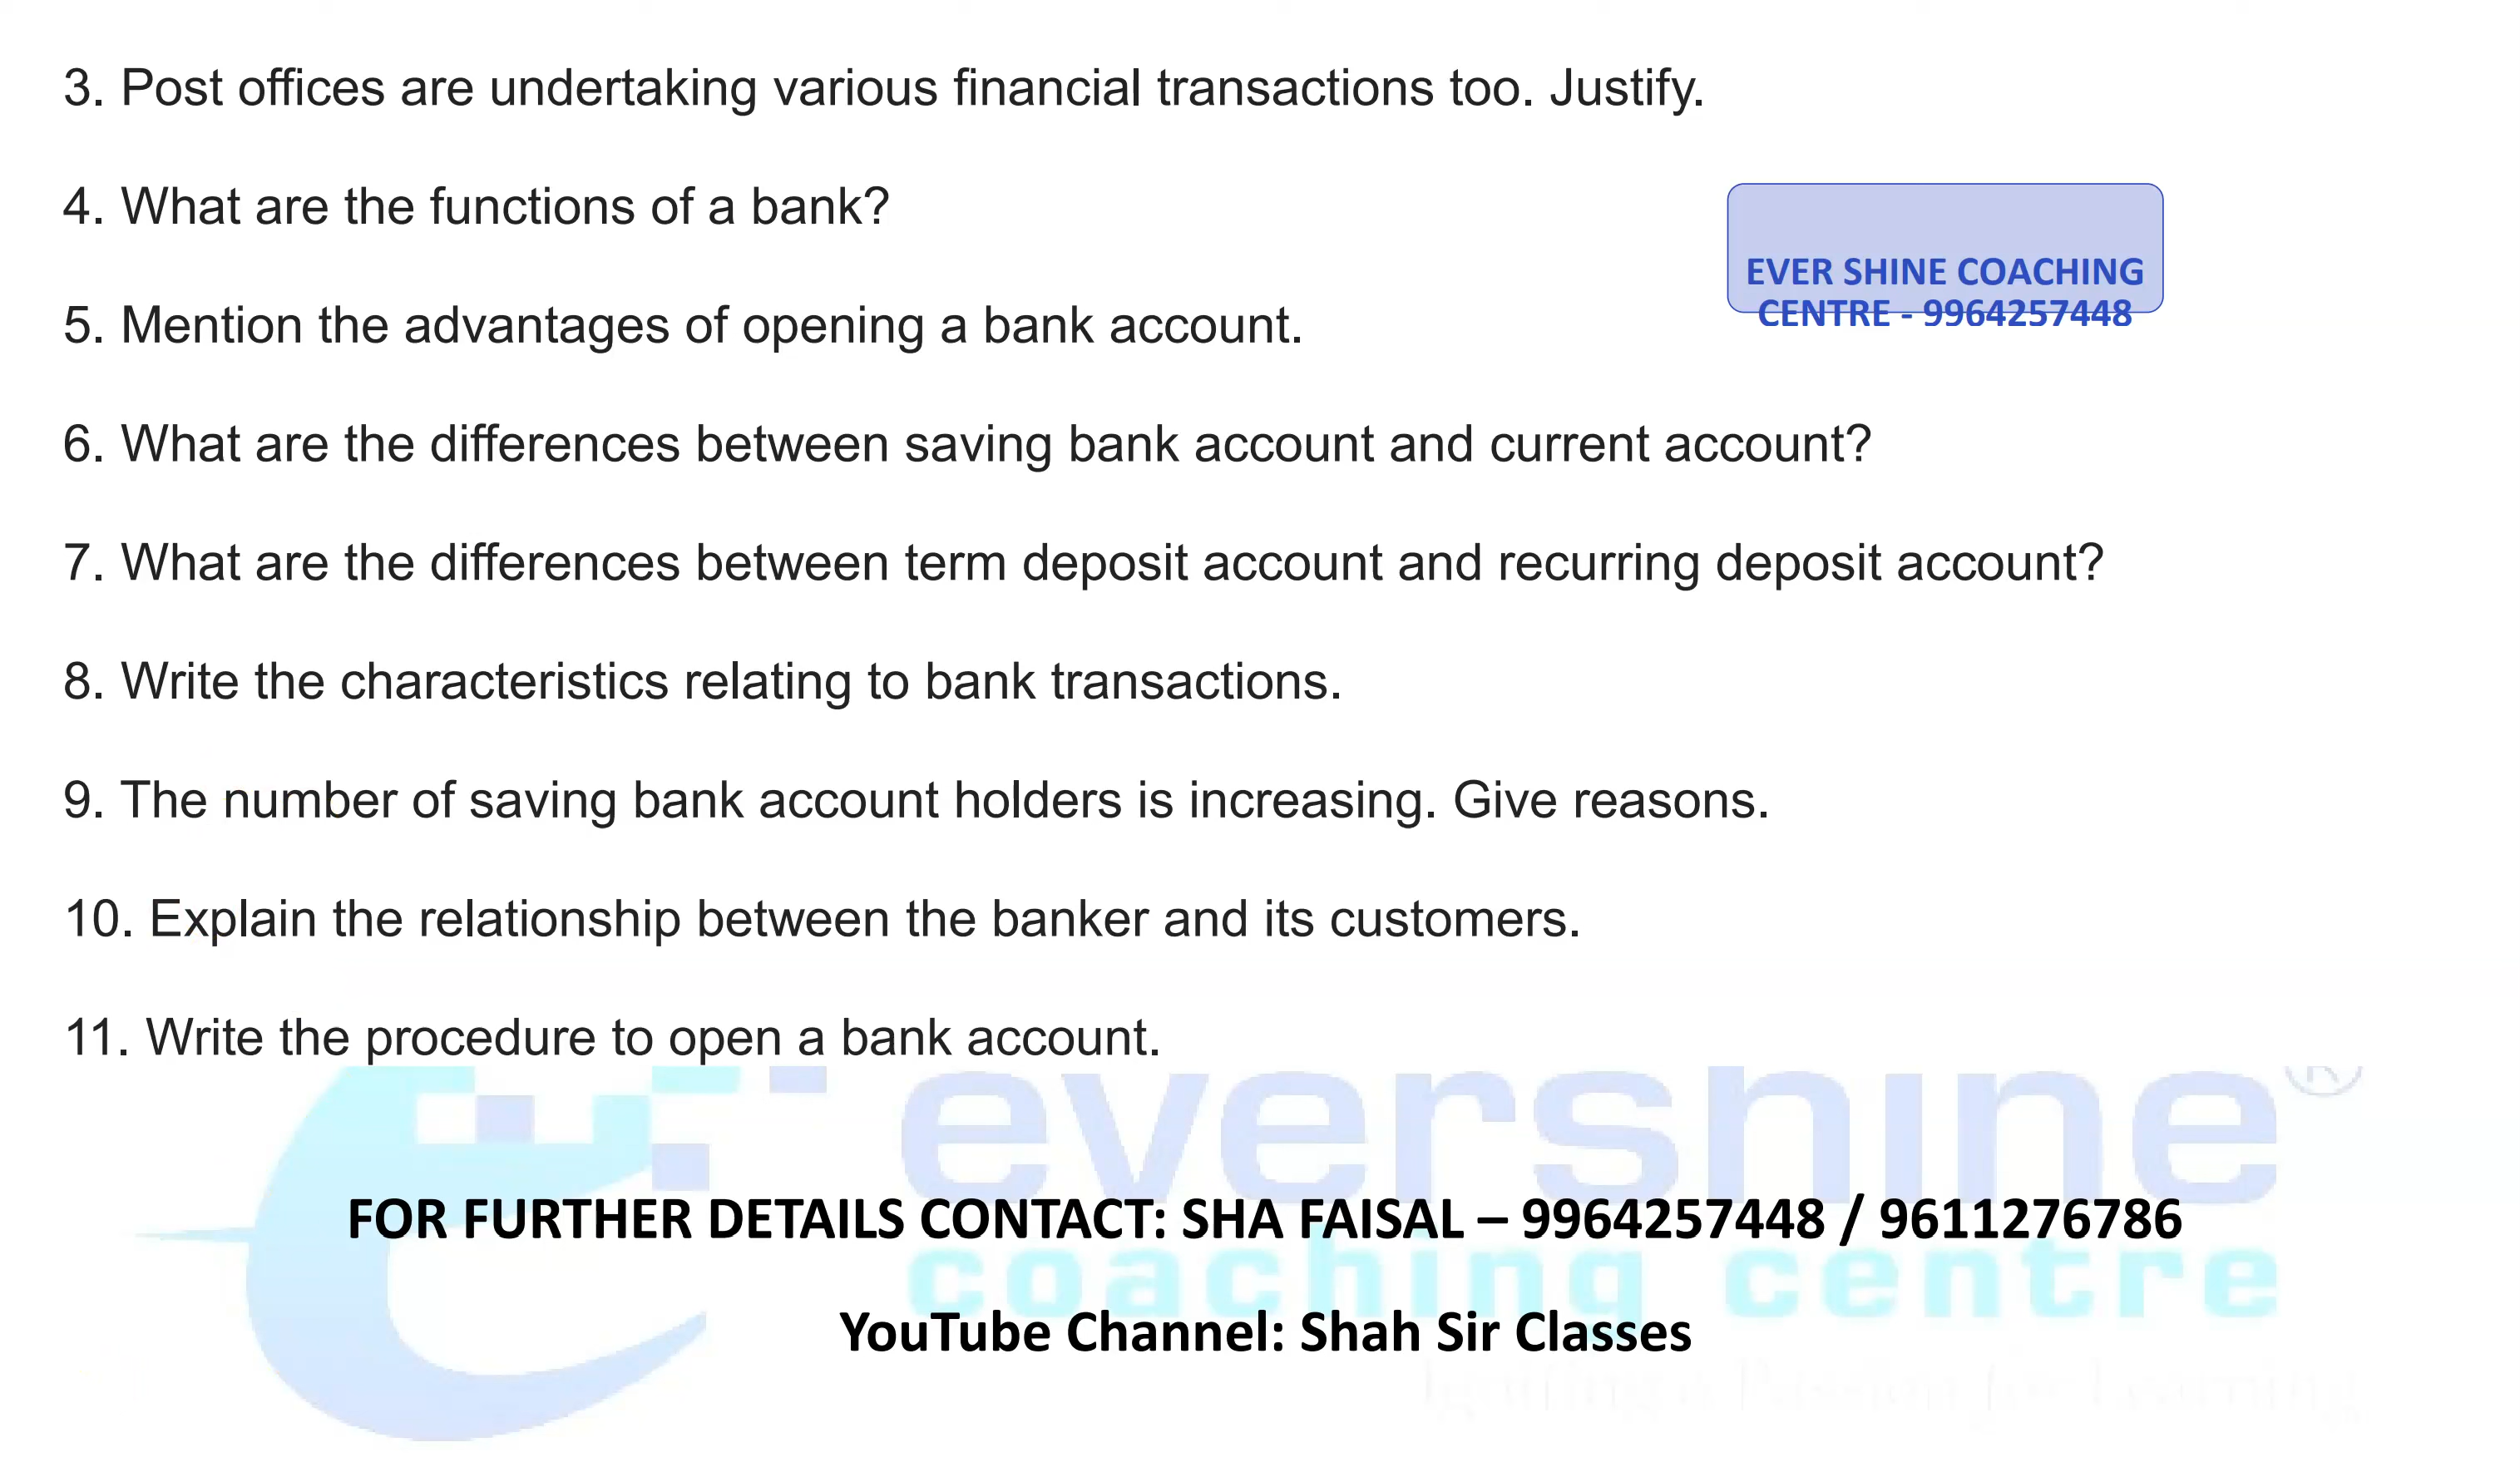 3. Post offices are undertaking various financial transactions too. Justify.
4. What are the functions of a bank?
EVER SHINE COACHING
CENTRE - 9964257448
5. Mention the advantages of opening a bank account.
6. What are the differences between saving bank account and current account?
7. What are the differences between term deposit account and recurring deposit account?
8. Write the characteristics relating to bank transactions.
9. The number of saving bank account holders is increasing. Give reasons.
10. Explain the relationship between the banker and its customers.
11. Write the procedure to open a bank account.
evershine
FOR FURTHER DETAILS CONTACT: SHA FAISAL – 9964257448 / 9611276786
coaching centre
YouTube Channel: Shah Sir Classes